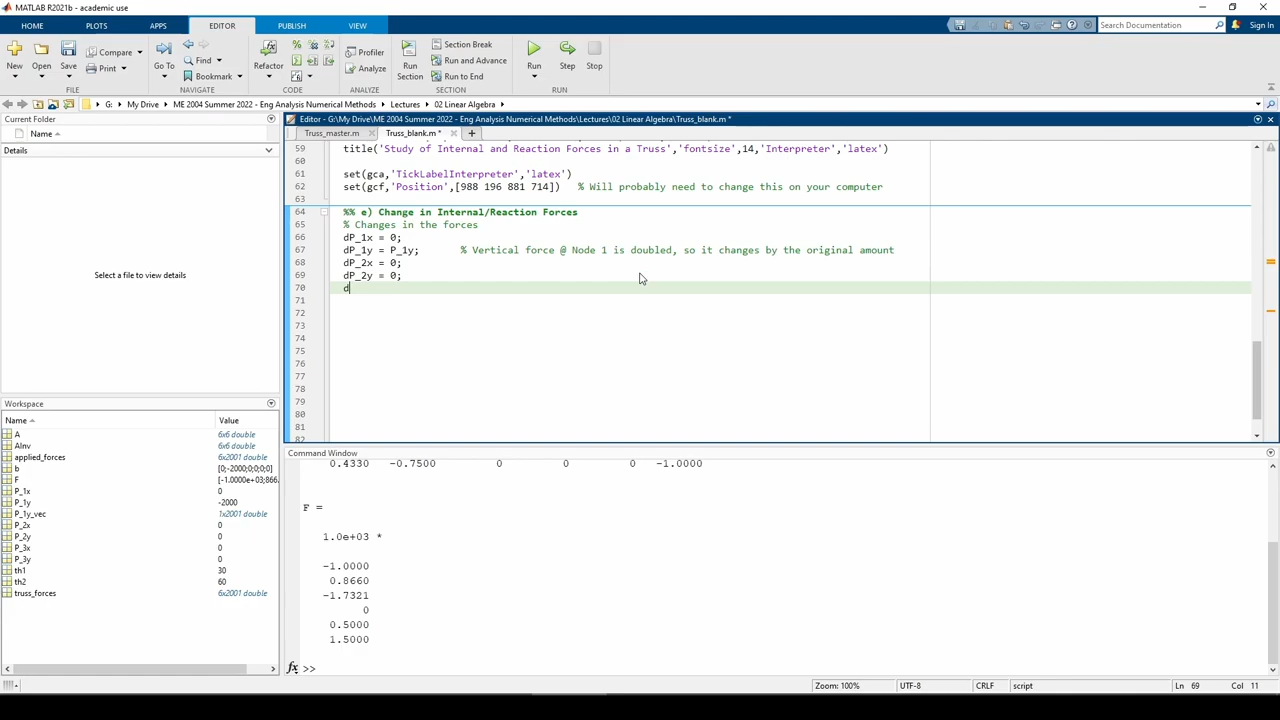 MATLAB R2021b - academic use
HOME PLOTS APPS EDITOR PUBLISH VIEW Search Documentation Sign In
New Open Save Compare Print Go To Find Bookmark Refactor Profiler Analyze Run Section Section Break Run and Advance Run to End Run Step Stop
FILE NAVIGATE CODE ANALYZE SECTION RUN
G: My Drive ME 2004 Summer 2022 - Eng Analysis Numerical Methods Lectures 02 Linear Algebra
Current Folder
Name
Details
Select a file to view details
Workspace
Name Value
A 6x6 double
AInv 6x6 double
applied_forces 6x2001 double
b [0;-2000;0;0;0;0]
F [-1.0000e+03;866.
P_1x 0
P_1y -2000
P_1y_vec 1x2001 double
P_2x 0
P_2y 0
P_3x 0
P_3y 0
th1 30
th2 60
truss_forces 6x2001 double
Editor - G:\My Drive\ME 2004 Summer 2022 - Eng Analysis Numerical Methods\Lectures\02 Linear Algebra\Truss_blank.m *
Truss_master.m Truss_blank.m *
59 title('Study of Internal and Reaction Forces in a Truss','fontsize',14,'Interpreter','latex')
60
61 set(gca,'TickLabelInterpreter','latex')
62 set(gcf,'Position',[988 196 881 714]) % Will probably need to change this on your computer
63
64 %% e) Change in Internal/Reaction Forces
65 % Changes in the forces
66 dP_1x = 0;
67 dP_1y = P_1y; % Vertical force @ Node 1 is doubled, so it changes by the original amount
68 dP_2x = 0;
69 dP_2y = 0;
70 d
71
72
73
74
75
76
77
78
79
80
81
82
Command Window
0.4330 -0.7500 0 0 0 -1.0000
F =
1.0e+03 *
-1.0000
0.8660
-1.7321
0
0.5000
1.5000
fx >>
Zoom: 100% UTF-8 CRLF script Ln 69 Col 11